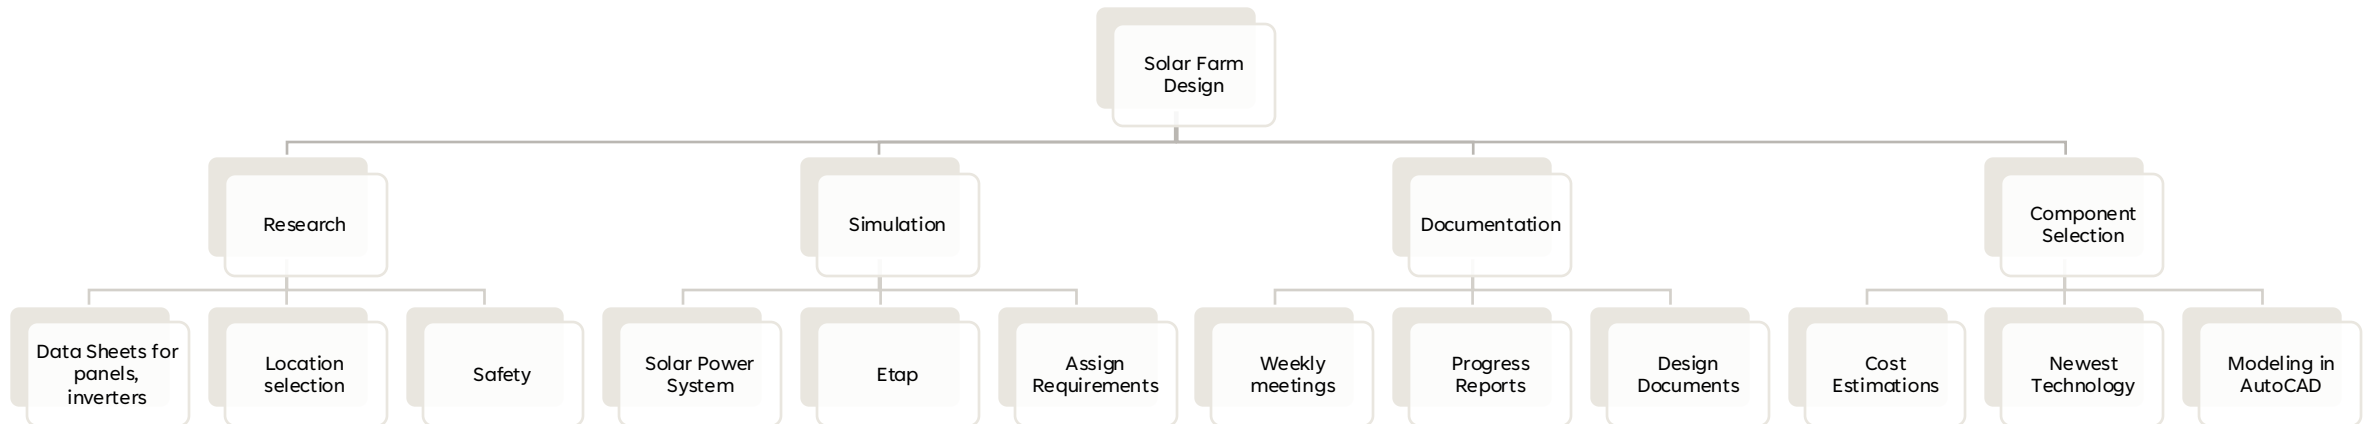 Solar Farm
Design
Research
Simulation
Documentation
Component
Selection
Data Sheets for
panels,
inverters
Location
selection
Safety
Solar Power
System
Etap
Assign
Requirements
Weekly
meetings
Progress
Reports
Design
Documents
Cost
Estimations
Newest
Technology
Modeling in
AutoCAD